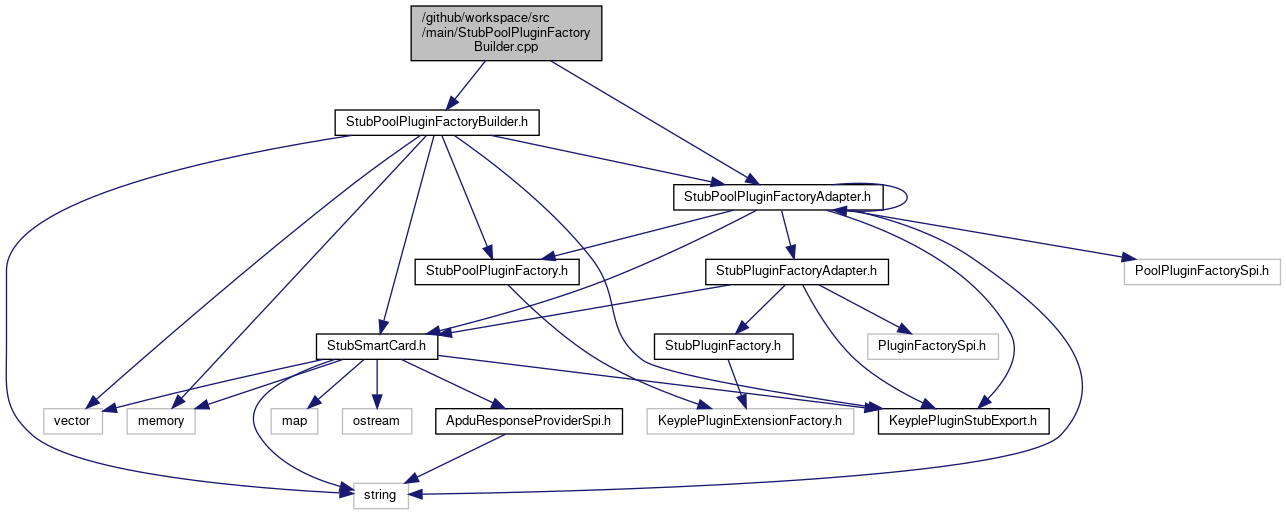 /github/workspace/src
/main/StubPoolPluginFactory
Builder.cpp
StubPoolPluginFactoryBuilder.h
StubPoolPluginFactoryAdapter.h
StubPoolPluginFactory.h
StubPluginFactoryAdapter.h
PoolPluginFactorySpi.h
StubSmartCard.h
StubPluginFactory.h
PluginFactorySpi.h
vector
memory
map
ostream
ApduResponseProviderSpi.h
KeyplePluginExtensionFactory.h
KeyplePluginStubExport.h
string